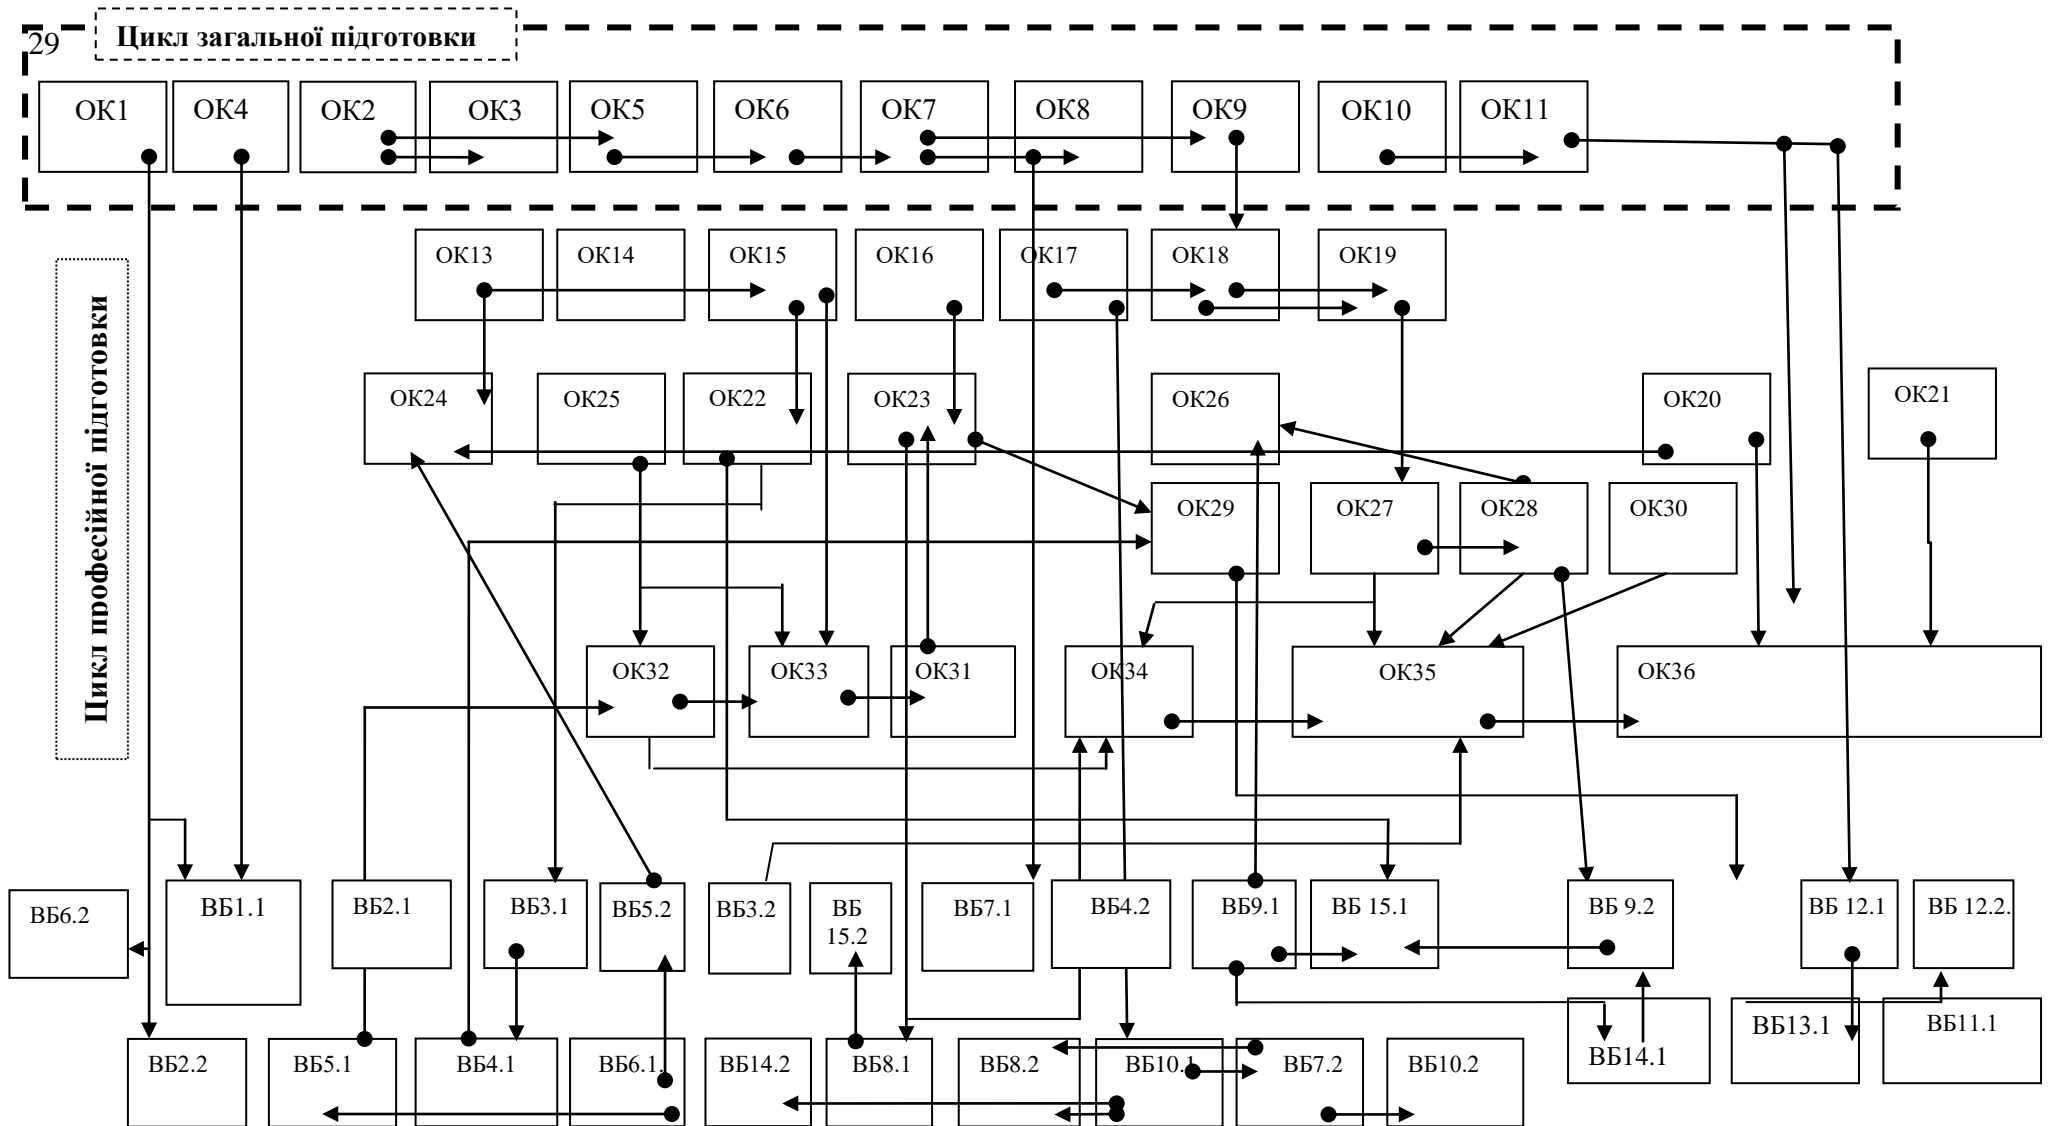 29
Цикл загальної підготовки
ОК1
ОК4
ОК2
ОК3
ОК5
ОК6
ОК7
ОК8
ОК9
ОК10
ОК11
Цикл професійної підготовки
ОК13
ОК14
ОК15
ОК16
ОК17
ОК18
ОК19
ОК24
ОК25
ОК22
ОК23
ОК26
ОК20
ОК21
ОК29
ОК27
ОК28
ОК30
ОК32
ОК33
ОК31
ОК34
ОК35
ОК36
ВБ6.2
ВБ1.1
ВБ2.1
ВБ3.1
ВБ5.2
ВБ3.2
ВБ
15.2
ВБ7.1
ВБ4.2
ВБ9.1
ВБ 15.1
ВБ 9.2
ВБ 12.1
ВБ 12.2.
ВБ2.2
ВБ5.1
ВБ4.1
ВБ6.1.
ВБ14.2
ВБ8.1
ВБ8.2
ВБ10.1
ВБ7.2
ВБ10.2
ВБ14.1
ВБ13.1
ВБ11.1